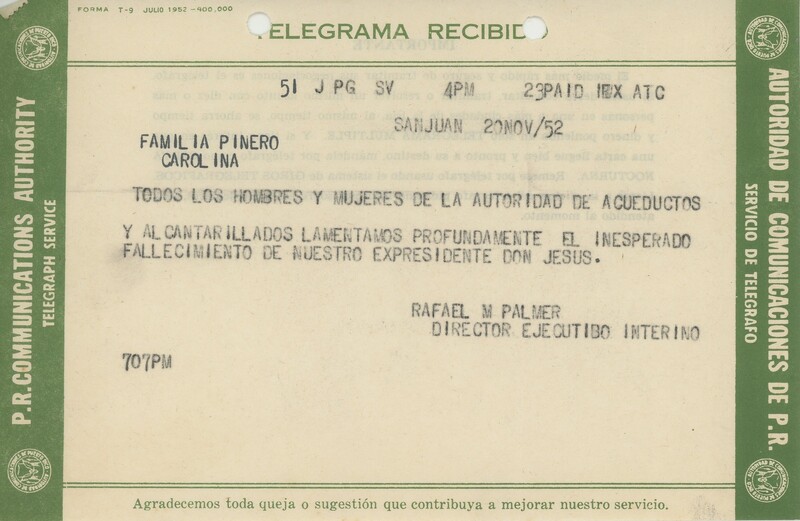 FORMA T-9 JULIO 1952-400,000
TELEGRAMA RECIBIDO
51 J PG SV 4PM 23PAID EX ATC
SANJUAN 20NOV/52
FAMILIA PINERO
CAROLINA
TODOS LOS HOMBRES Y MUJERES DE LA AUTORIDAD DE ACUEDUCTOS
Y ALCANTARILLADOS LAMENTAMOS PROFUNDAMENTE EL INESPERADO
FALLECIMIENTO DE NUESTRO EXPRESIDENTE DON JESUS.
RAFAEL M PALMER
DIRECTOR EJECUTIBO INTERINO
707PM
Agradecemos toda queja o sugestión que contribuya a mejorar nuestro servicio.
P.R. COMMUNICATIONS AUTHORITY
TELEGRAPH SERVICE
AUTORIDAD DE COMUNICACIONES DE P.R.
SERVICIO DE TELEGRAFO